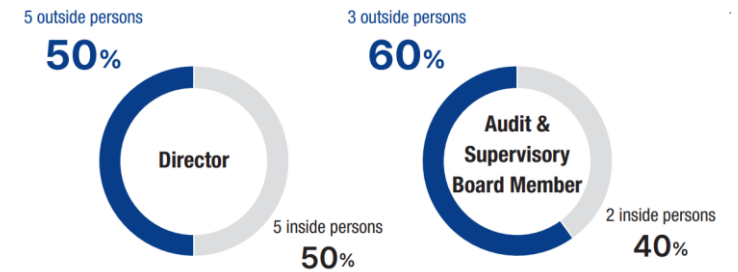 5 outside persons
50%
Director
5 inside persons
50%
3 outside persons
60%
Audit &
Supervisory
Board Member
2 inside persons
40%